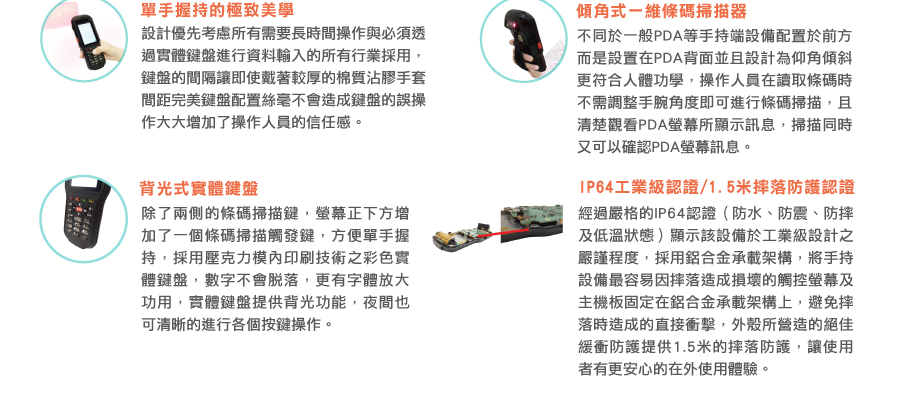 單手握持的極致美學
設計優先考慮所有需要長時間操作與必須透
過實體鍵盤進行資料輸入的所有行業採用，
鍵盤的間隔讓即使戴著較厚的棉質沾膠手套
間距完美鍵盤配置絲毫不會造成鍵盤的誤操
作大大增加了操作人員的信任感。
傾角式一維條碼掃描器
不同於一般PDA等手持端設備配置於前方
而是設置在PDA背面並且設計為仰角傾斜
更符合人體功學，操作人員在讀取條碼時
不需調整手腕角度即可進行條碼掃描，且
清楚觀看PDA螢幕所顯示訊息，掃描同時
又可以確認PDA螢幕訊息。
背光式實體鍵盤
除了兩側的條碼掃描鍵，螢幕正下方增
加了一個條碼掃描觸發鍵，方便單手握
持，採用壓克力模內印刷技術之彩色實
體鍵盤，數字不會脫落，更有字體放大
功用，實體鍵盤提供背光功能，夜間也
可清晰的進行各個按鍵操作。
IP64工業級認證/1.5米摔落防護認證
經過嚴格的IP64認證（防水、防震、防摔
及低溫狀態）顯示該設備於工業級設計之
嚴謹程度，採用鋁合金承載架構，將手持
設備最容易因摔落造成損壞的觸控螢幕及
主機板固定在鋁合金承載架構上，避免摔
落時造成的直接衝擊，外殼所營造的絕佳
緩衝防護提供1.5米的摔落防護，讓使用
者有更安心的在外使用體驗。